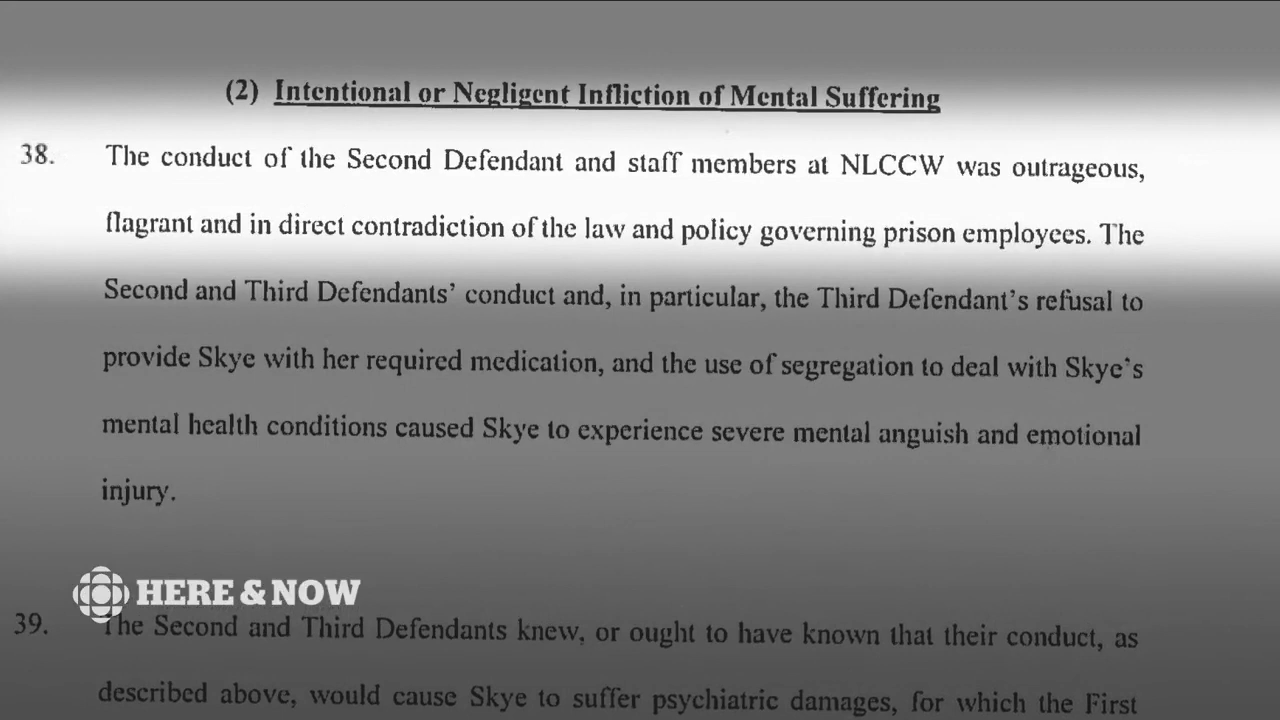 (2) Intentional or Negligent Infliction of Mental Suffering
38. The conduct of the Second Defendant and staff members at NLCCW was outrageous,
flagrant and in direct contradiction of the law and policy governing prison employees. The
Second and Third Defendants' conduct and, in particular, the Third Defendant's refusal to
provide Skye with her required medication, and the use of segregation to deal with Skye's
mental health conditions caused Skye to experience severe mental anguish and emotional
injury.
HERE & NOW
39. The Second and Third Defendants knew, or ought to have known that their conduct, as
described above, would cause Skye to suffer psychiatric damages, for which the First